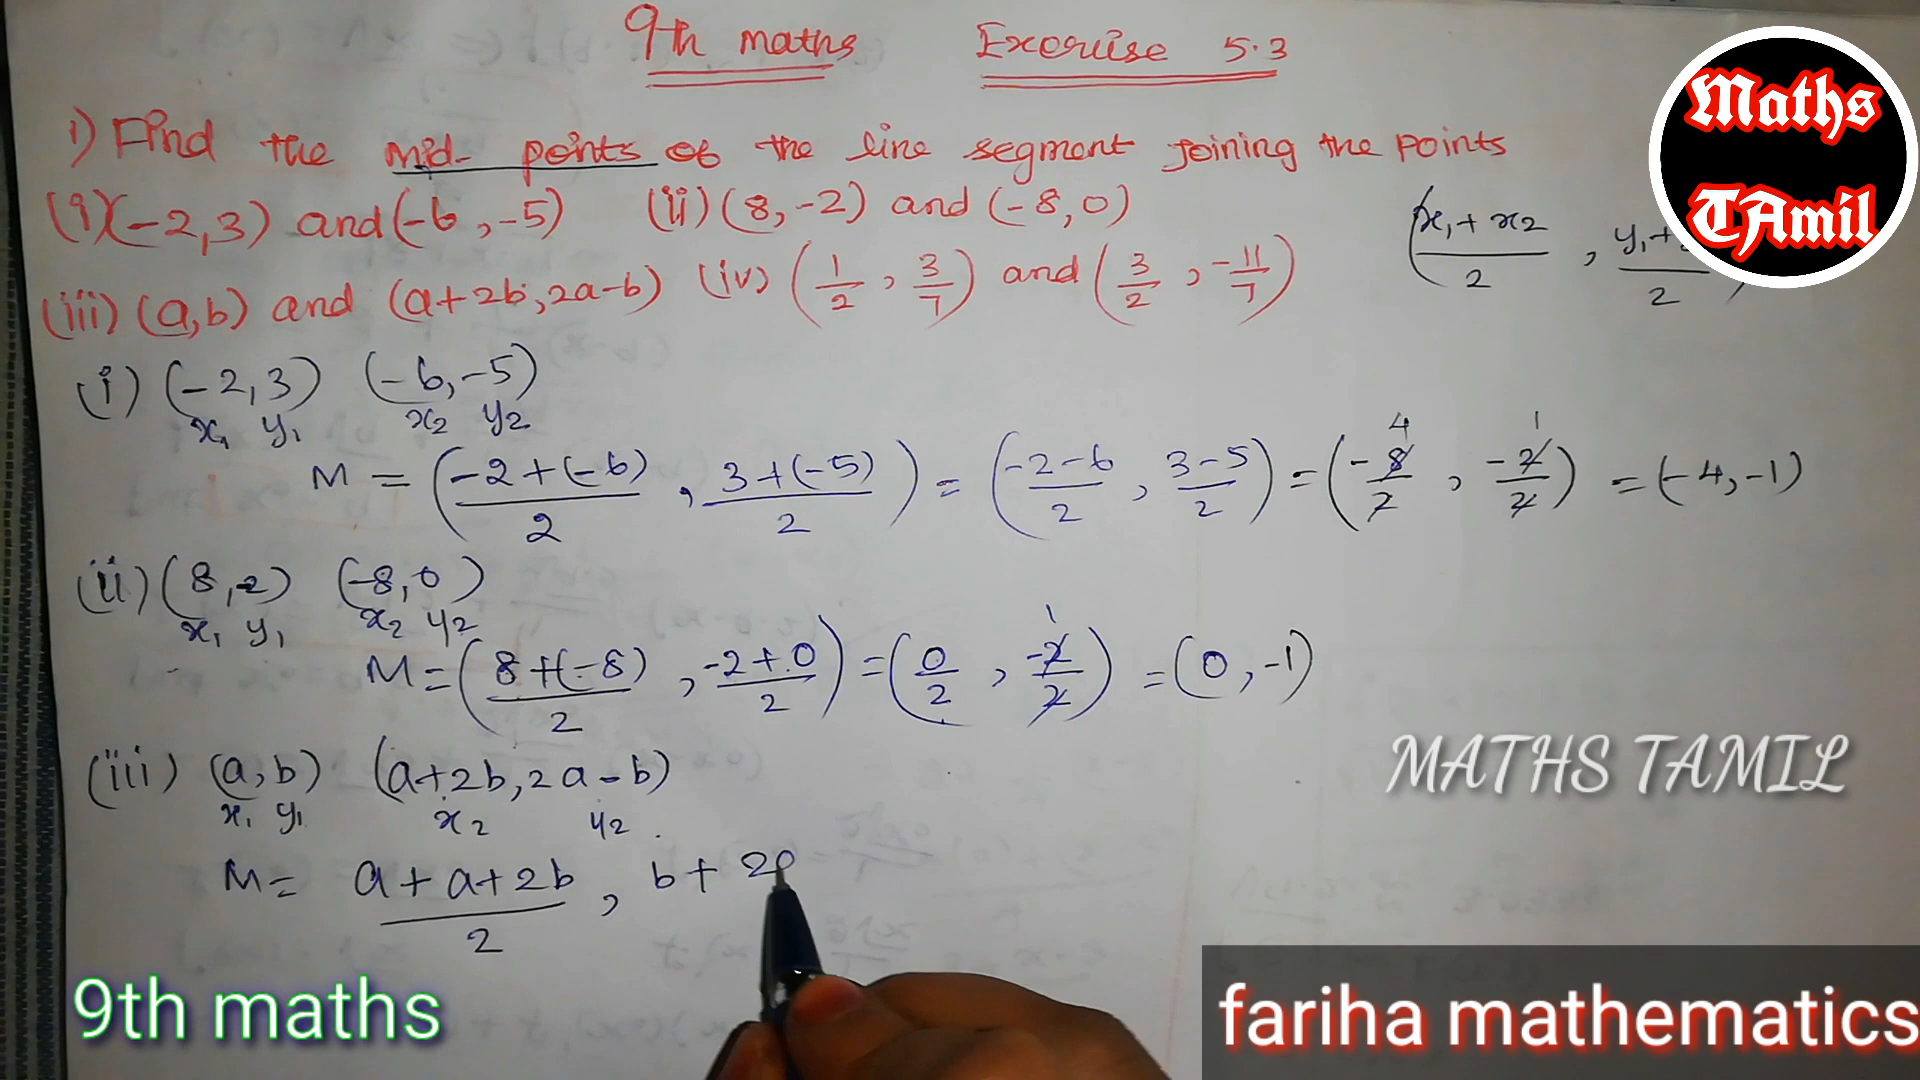 9th maths Exercise 5.3
Maths
TAmil
1) Find the mid-points of the line segment joining the points
(i) (-2,3) and (-6,-5) (ii) (8,-2) and (-8,0)
(x₁+x₂/2, y₁+
2
(iii) (a,b) and (a+2b,2a-b) (iv) (1/2, 3/7) and (3/2, -11/7)
(i) (-2,3) (-6,-5)
x₁ y₁ x₂ y₂
M = (-2+(-6)/2, 3+(-5)/2) = (-2-6/2, 3-5/2) = (-8/2, -2/2) = (-4,-1)
4 1
(ii) (8,-2) (-8,0)
x₁ y₁ x₂ y₂
M = (8+(-8)/2, -2+0/2) = (0/2, -2/2) = (0,-1)
1
MATHS TAMIL
(iii) (a,b) (a+2b,2a-b)
x₁ y₁ x₂ y₂
M = a+a+2b/2, b+2
9th maths
fariha mathematics